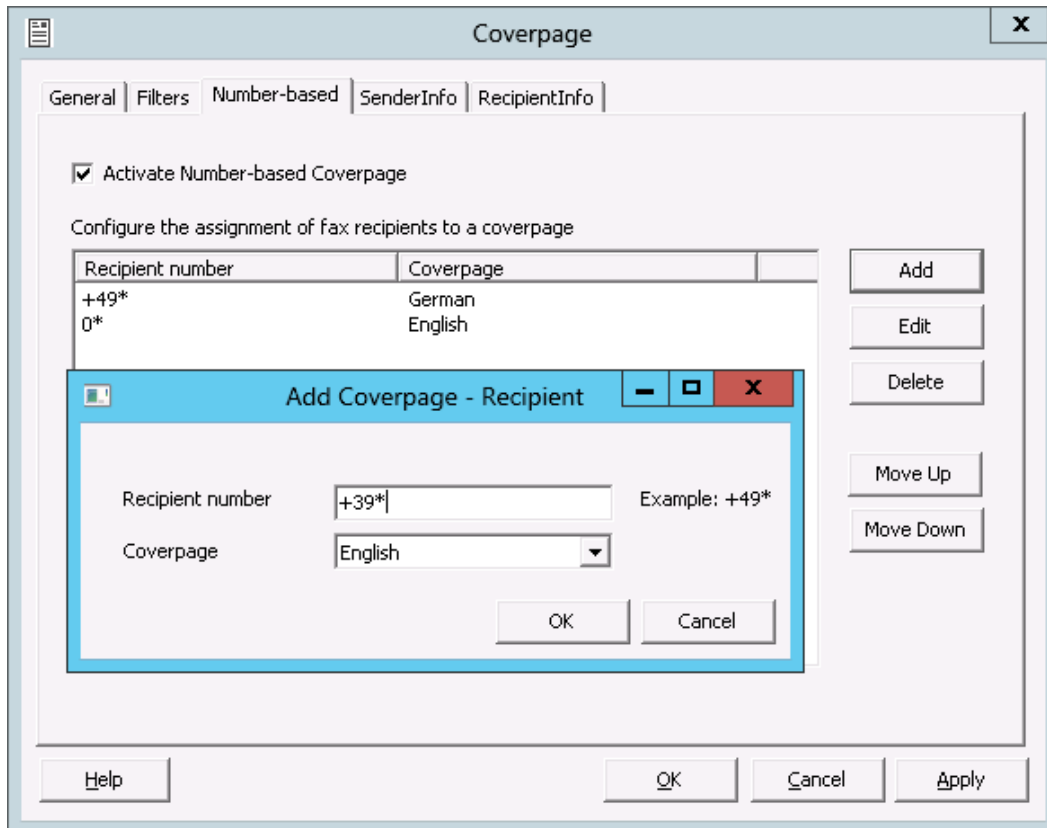 Coverpage
X
General Filters Number-based SenderInfo RecipientInfo
Activate Number-based Coverpage
Configure the assignment of fax recipients to a coverpage
Recipient number Coverpage
+49* German
0* English
Add
Edit
Delete
Move Up
Move Down
Add Coverpage - Recipient
X
Recipient number +39* Example: +49*
Coverpage English
OK Cancel
Help OK Cancel Apply